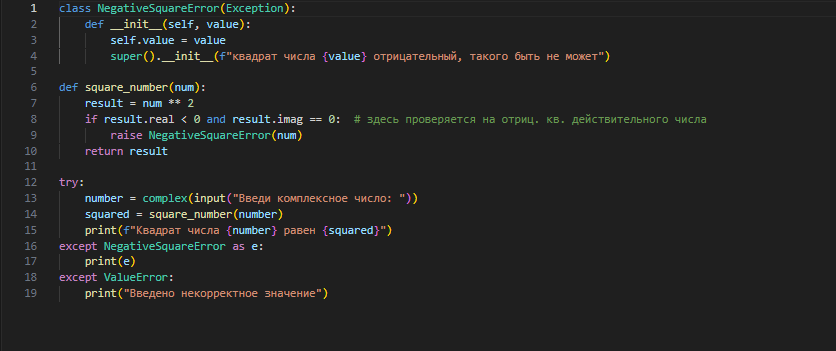 1 class NegativeSquareError(Exception):
2     def __init__(self, value):
3         self.value = value
4         super().__init__(f"квадрат числа {value} отрицательный, такого быть не может")
5
6 def square_number(num):
7     result = num ** 2
8     if result.real < 0 and result.imag == 0:  # здесь проверяется на отриц. кв. действительного числа
9         raise NegativeSquareError(num)
10     return result
11
12 try:
13     number = complex(input("Введи комплексное число: "))
14     squared = square_number(number)
15     print(f"Квадрат числа {number} равен {squared}")
16 except NegativeSquareError as e:
17     print(e)
18 except ValueError:
19     print("Введено некорректное значение")